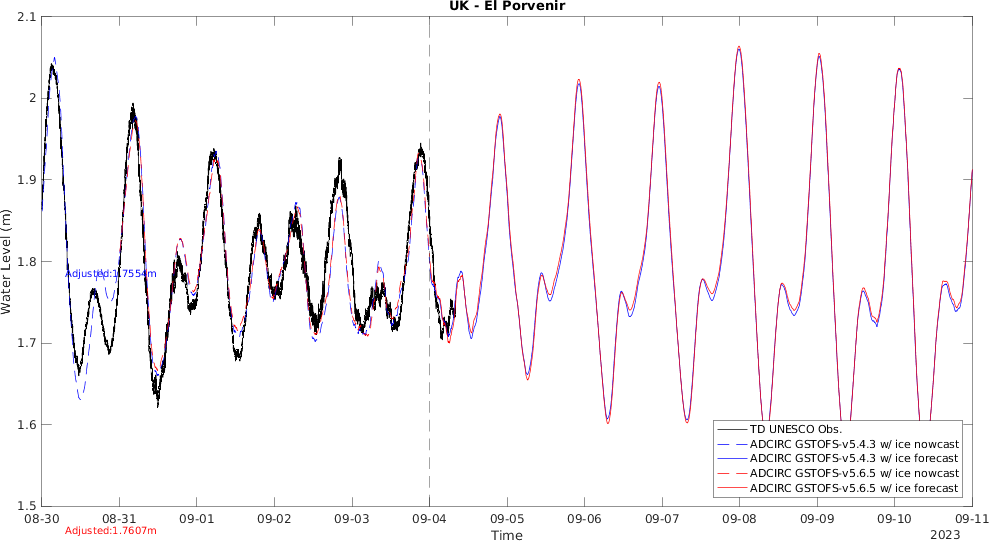 UK - El Porvenir
2.1
2
1.9
1.8
1.7
1.6
1.5
Water Level (m)
Adjusted:1.7554m
Adjusted:1.7607m
TD UNESCO Obs.
ADCIRC GSTOFS-v5.4.3 w/ ice nowcast
ADCIRC GSTOFS-v5.4.3 w/ ice forecast
ADCIRC GSTOFS-v5.6.5 w/ ice nowcast
ADCIRC GSTOFS-v5.6.5 w/ ice forecast
08-30 08-31 09-01 09-02 09-03 09-04 09-05 09-06 09-07 09-08 09-09 09-10 09-11
Time
2023